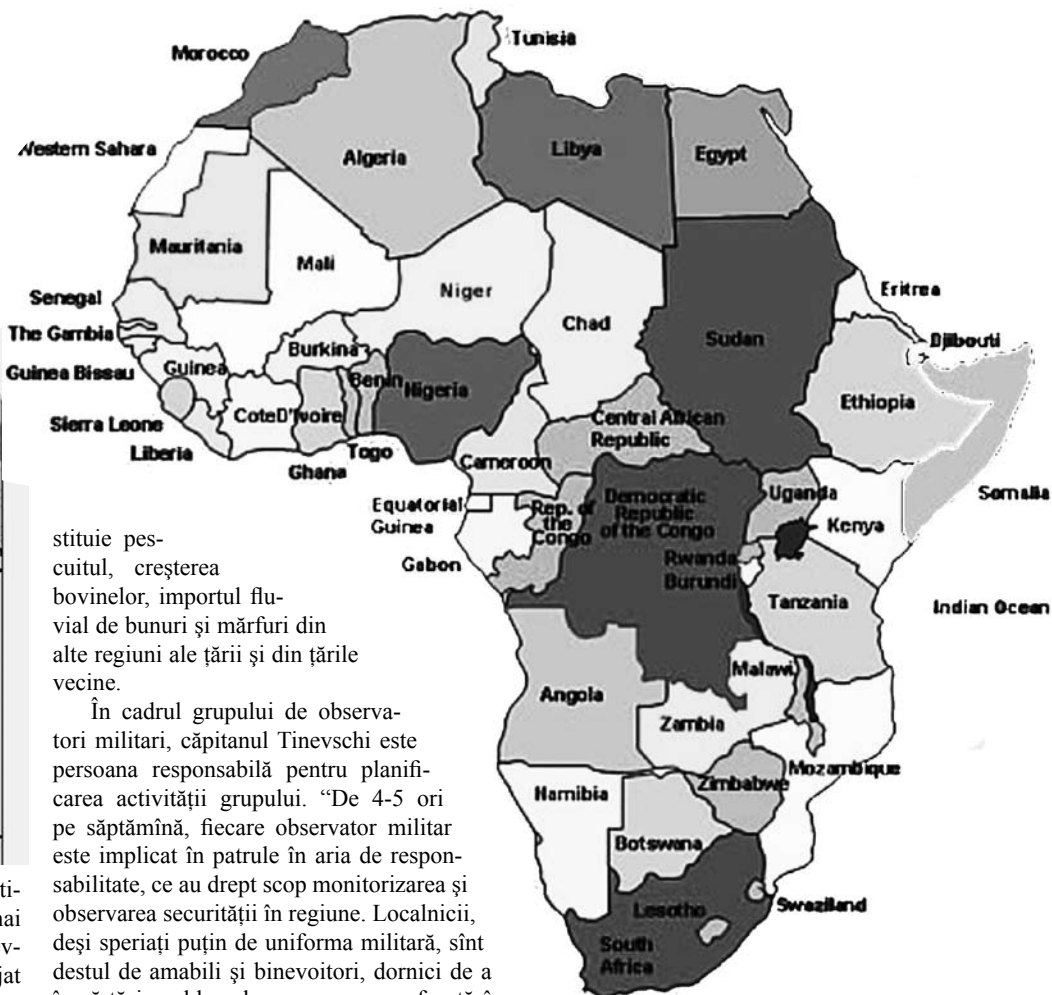 Morocco
Tunisia
Western Sahara
Algeria
Libya
Egypt
Mauritania
Mali
Niger
Chad
Sudan
Eritrea
Senegal
The Gambia
Djibouti
Guinea Bissau
Guinea
Burkina
Benin
Nigeria
Ethiopia
Sierra Leone
CoteD'Ivoire
Central African
Republic
Liberia
Togo
Ghana
Cameroon
Equatorial
Guinea
Rep. of
the
Congo
Democratic
Republic
of the Congo
Uganda
Kenya
Somalia
Gabon
Rwanda
Burundi
Tanzania
Indian Ocean
Angola
Malawi
Zambia
Mozambique
Zimbabwe
Namibia
Botswana
Swaziland
Lesotho
South
Africa
stituie pes-
cuitul, creşterea
bovinelor, importul flu-
vial de bunuri şi mărfuri din
alte regiuni ale ţării şi din ţările
vecine.
În cadrul grupului de observa-
tori militari, căpitanul Tinevschi este
persoana responsabilă pentru planifi-
carea activităţii grupului. “De 4-5 ori
pe săptămînă, fiecare observator militar
este implicat în patrule în aria de respon-
sabilitate, ce au drept scop monitorizarea şi
observarea securităţii în regiune. Localnicii,
deşi speriaţi puţin de uniforma militară, sînt
destul de amabili şi binevoitori, dornici de a